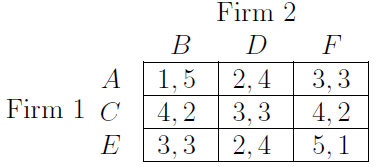 Firm 2
B D F
A 1, 5 2, 4 3, 3
Firm 1 C 4, 2 3, 3 4, 2
E 3, 3 2, 4 5, 1